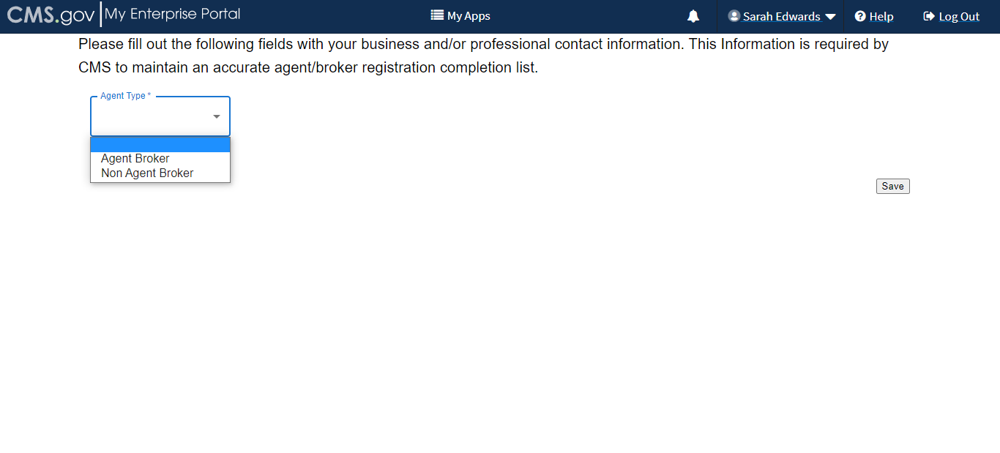 CMS.gov My Enterprise Portal My Apps Sarah Edwards Help Log Out
Please fill out the following fields with your business and/or professional contact information. This Information is required by
CMS to maintain an accurate agent/broker registration completion list.
Agent Type *
Agent Broker
Non Agent Broker
Save